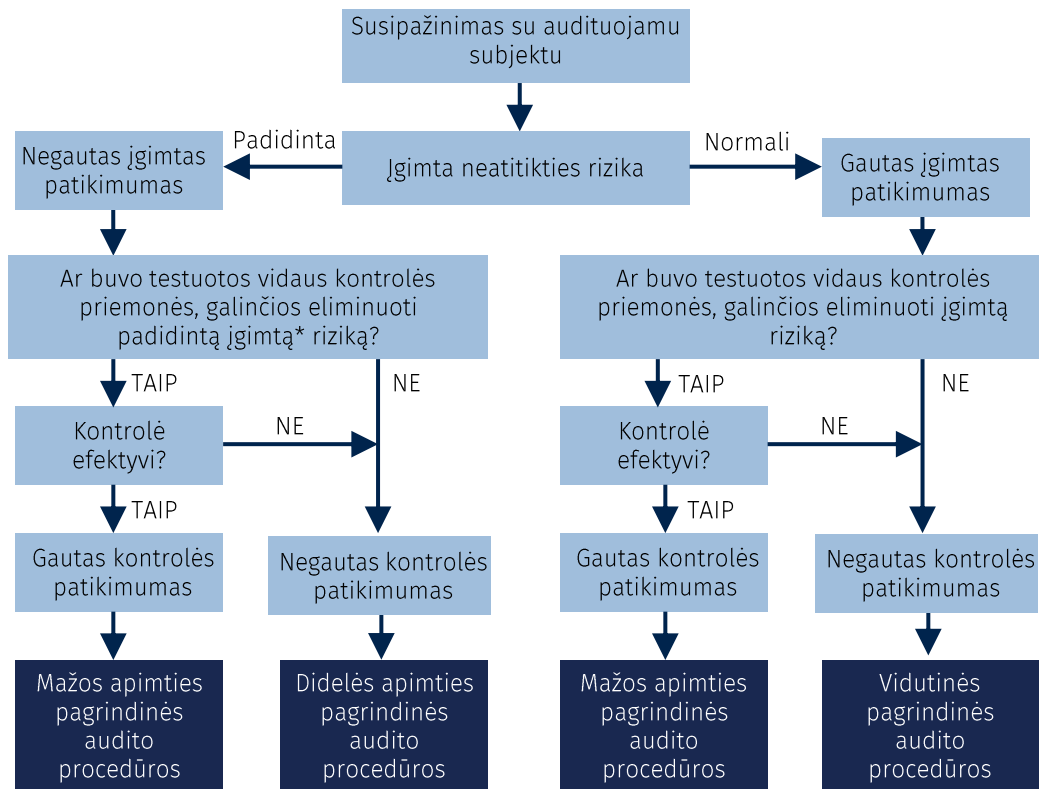 Susipažinimas su audituojamu
subjektu
Padidinta
Normali
Negautas įgimtas
patikimumas
Įgimta neatitikties rizika
Gautas įgimtas
patikimumas
Ar buvo testuotos vidaus kontrolės
priemonės, galinčios eliminuoti
padidintą įgimtą* riziką?
Ar buvo testuotos vidaus kontrolės
priemonės, galinčios eliminuoti įgimtą
riziką?
TAIP
NE
TAIP
NE
Kontrolė
efektyvi?
NE
Kontrolė
efektyvi?
NE
TAIP
TAIP
Gautas kontrolės
patikimumas
Negautas kontrolės
patikimumas
Gautas kontrolės
patikimumas
Negautas kontrolės
patikimumas
Mažos apimties
pagrindinės
audito
procedūros
Didelės apimties
pagrindinės
audito
procedūros
Mažos apimties
pagrindinės
audito
procedūros
Vidutinės
pagrindinės
audito
procedūros